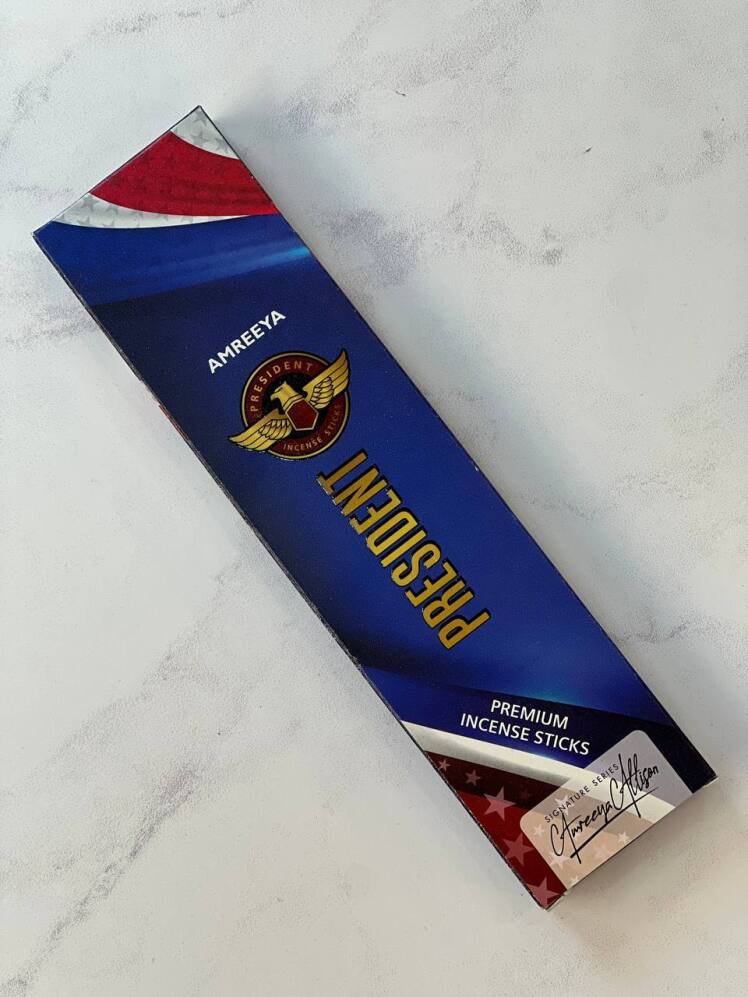 AMREEYA
PRESIDENT
INCENSE STICKS
PRESIDENT
PREMIUM
INCENSE STICKS
SIGNATURE SERIES
Amreeya Allison